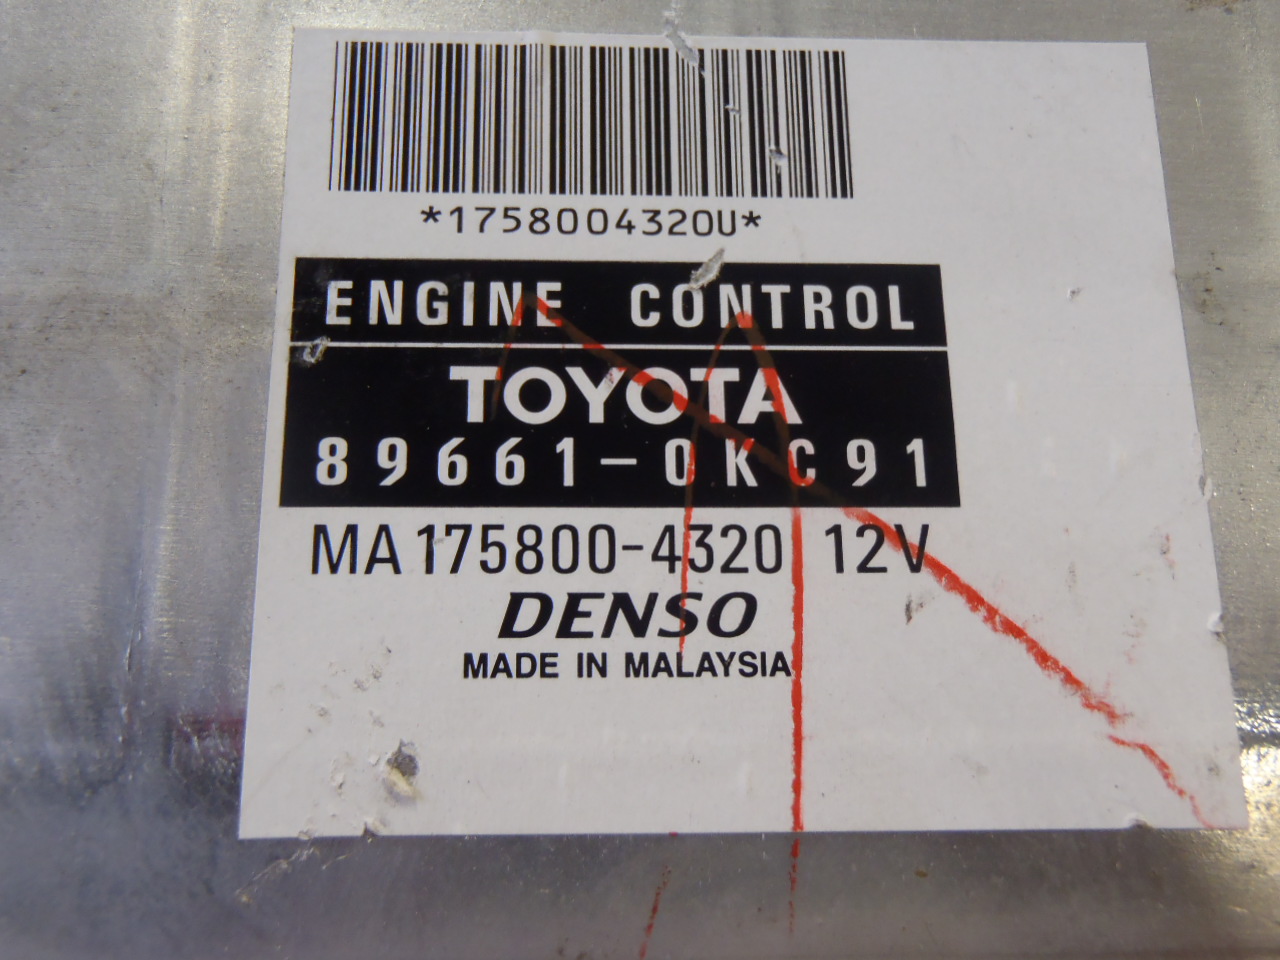 *1758004320U*
ENGINE CONTROL
TOYOTA
89661-0KC91
MA175800-4320 12V
DENSO
MADE IN MALAYSIA